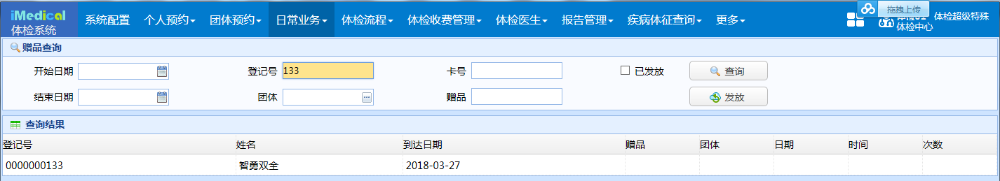 iMedical
体检系统
系统配置 个人预约 团体预约 日常业务 体检流程 体检收费管理 体检医生 报告管理 疾病体征查询 更多
拖拽上传
体检超级特殊
体检中心
赠品查询
开始日期 登记号 133 卡号 已发放 查询
结束日期 团体 赠品 发放
查询结果
登记号 姓名 到达日期 赠品 团体 日期 时间 次数
0000000133 智勇双全 2018-03-27